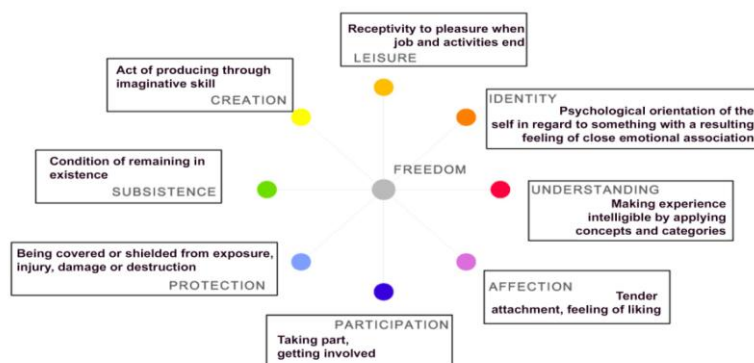 Receptivity to pleasure when
job and activities end
LEISURE
Act of producing through
imaginative skill
CREATION
IDENTITY
Psychological orientation of the
self in regard to something with a resulting
feeling of close emotional association
Condition of remaining in
existence
SUBSISTENCE
FREEDOM
UNDERSTANDING
Making experience
intelligible by applying
concepts and categories
Being covered or shielded from exposure,
injury, damage or destruction
PROTECTION
AFFECTION
Tender
attachment, feeling of liking
PARTICIPATION
Taking part,
getting involved